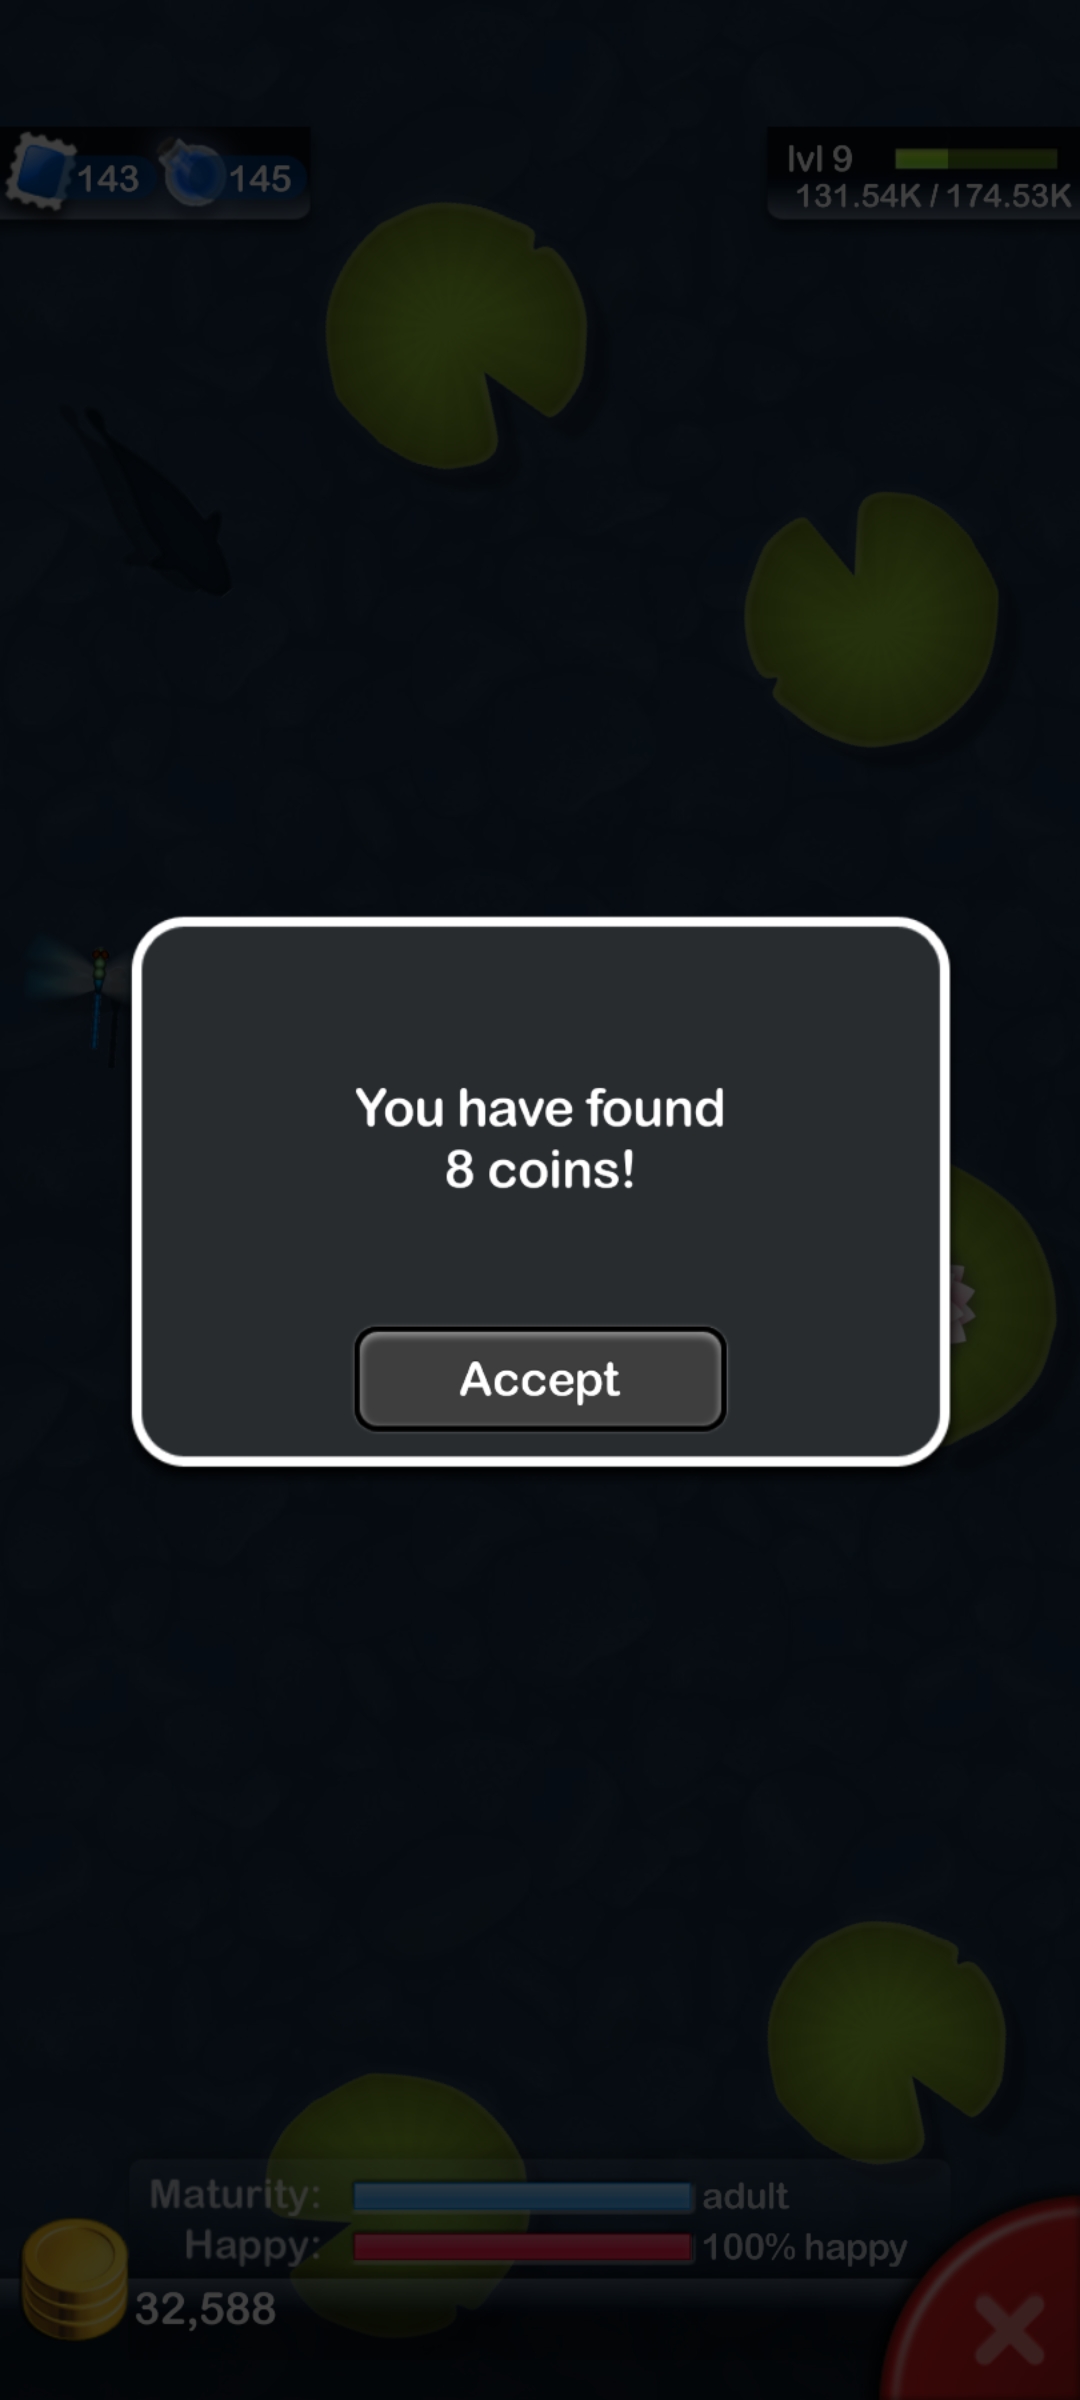 143 145
lvl 9
131.54K / 174.53K
You have found
8 coins!
Accept
Maturity: adult
Happy: 100% happy
32,588